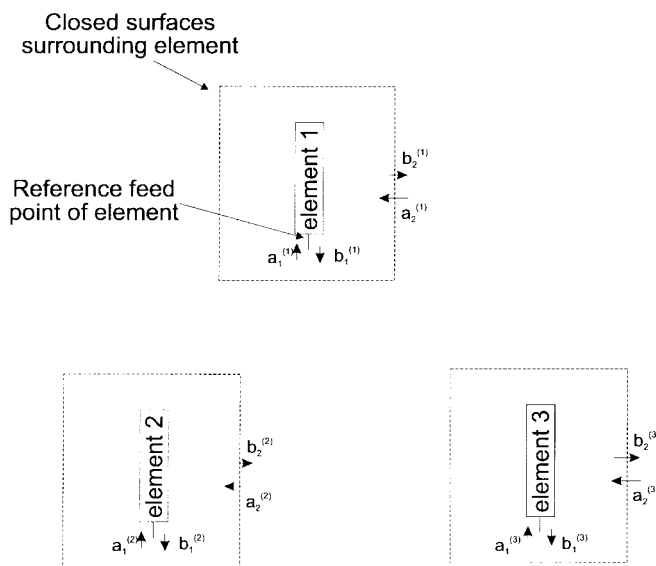 Closed surfaces
surrounding element
element 1
b₂⁽¹⁾
a₂⁽¹⁾
Reference feed
point of element
a₁⁽¹⁾
b₁⁽¹⁾
element 2
b₂⁽²⁾
a₂⁽²⁾
a₁⁽²⁾
b₁⁽²⁾
element 3
b₂⁽³
a₂⁽³
a₁⁽³⁾
b₁⁽³⁾